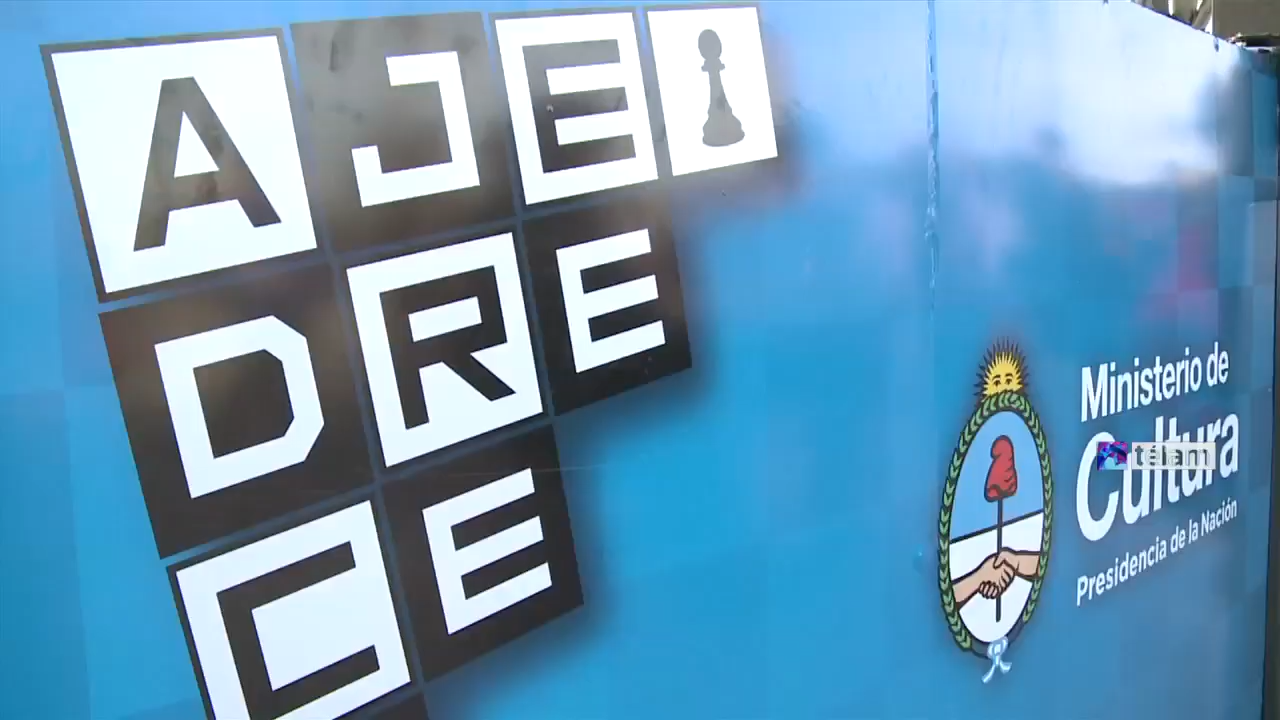 AJE
DRE
CE
Ministerio de
Cultura
Presidencia de la Nación
télam